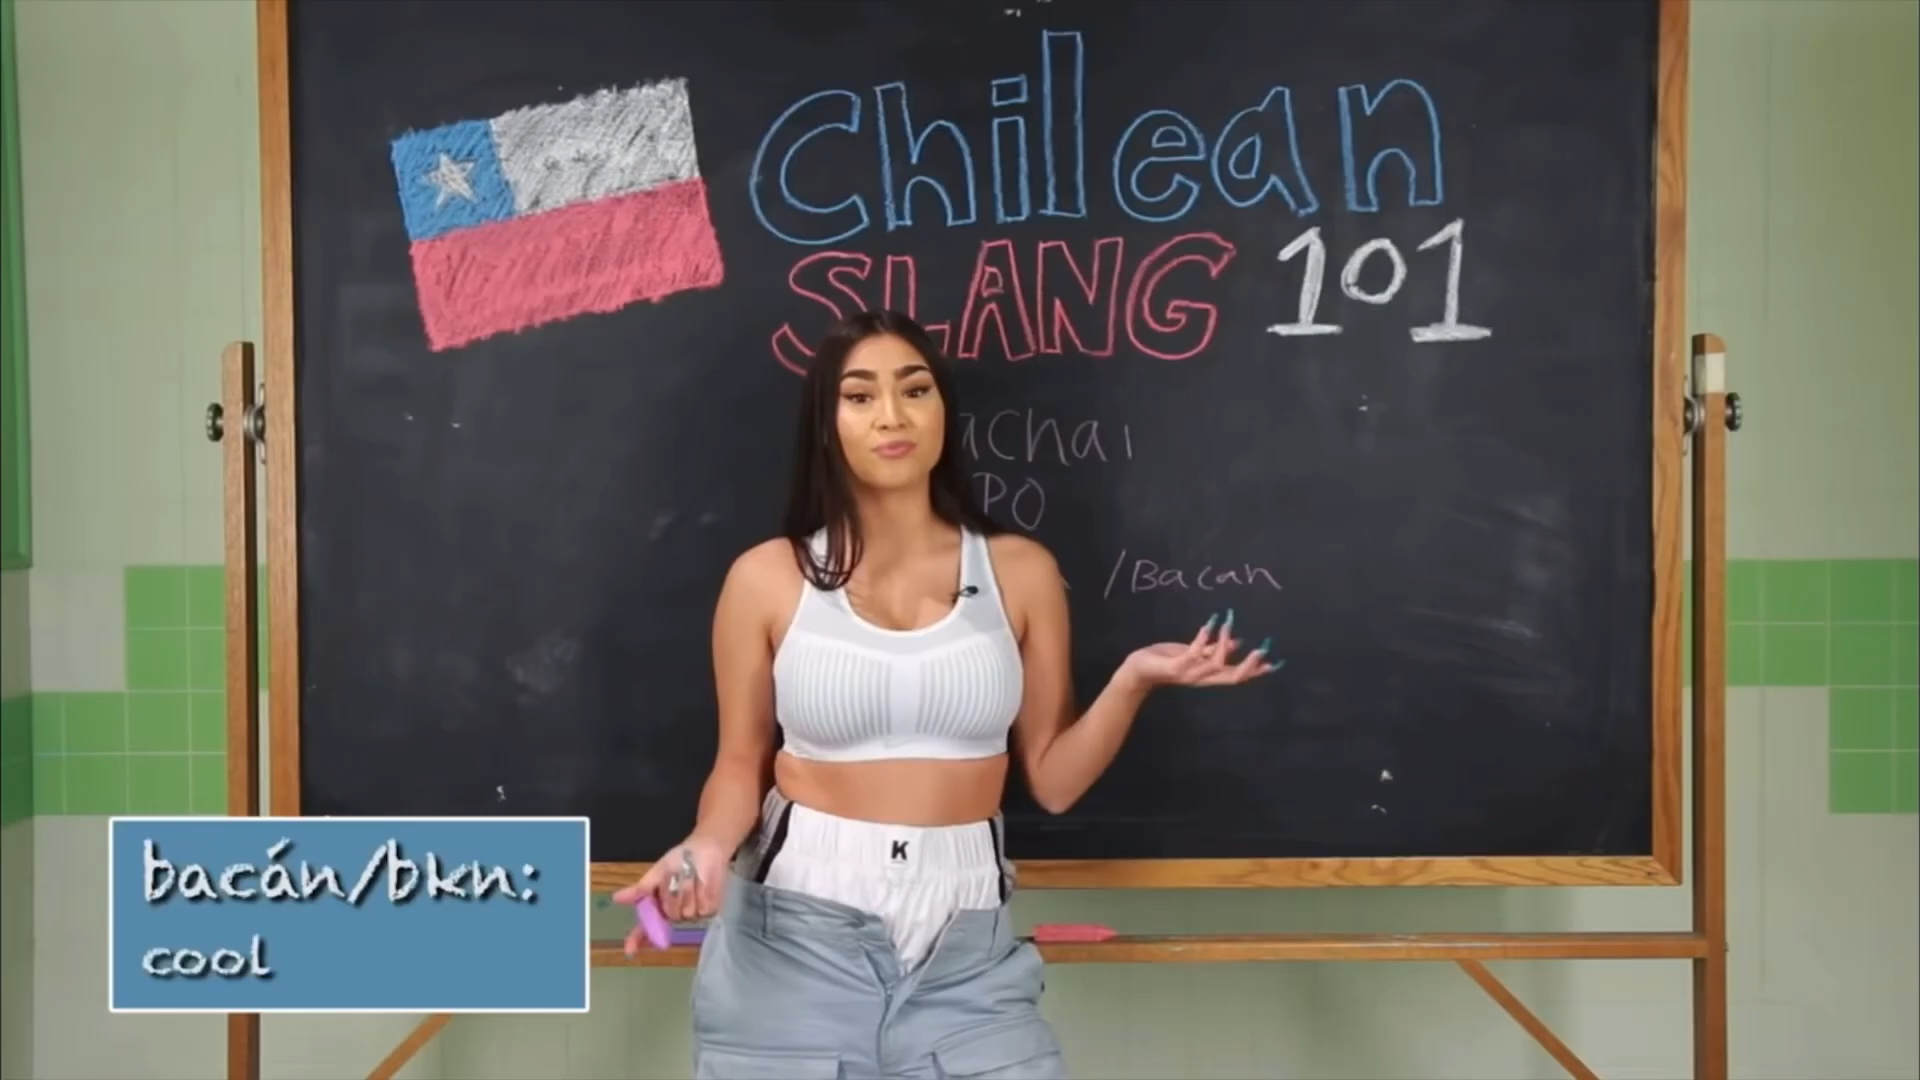 Chilean
SLANG 101
achai
PO
/Bacan
K
bacán/bkn:
cool